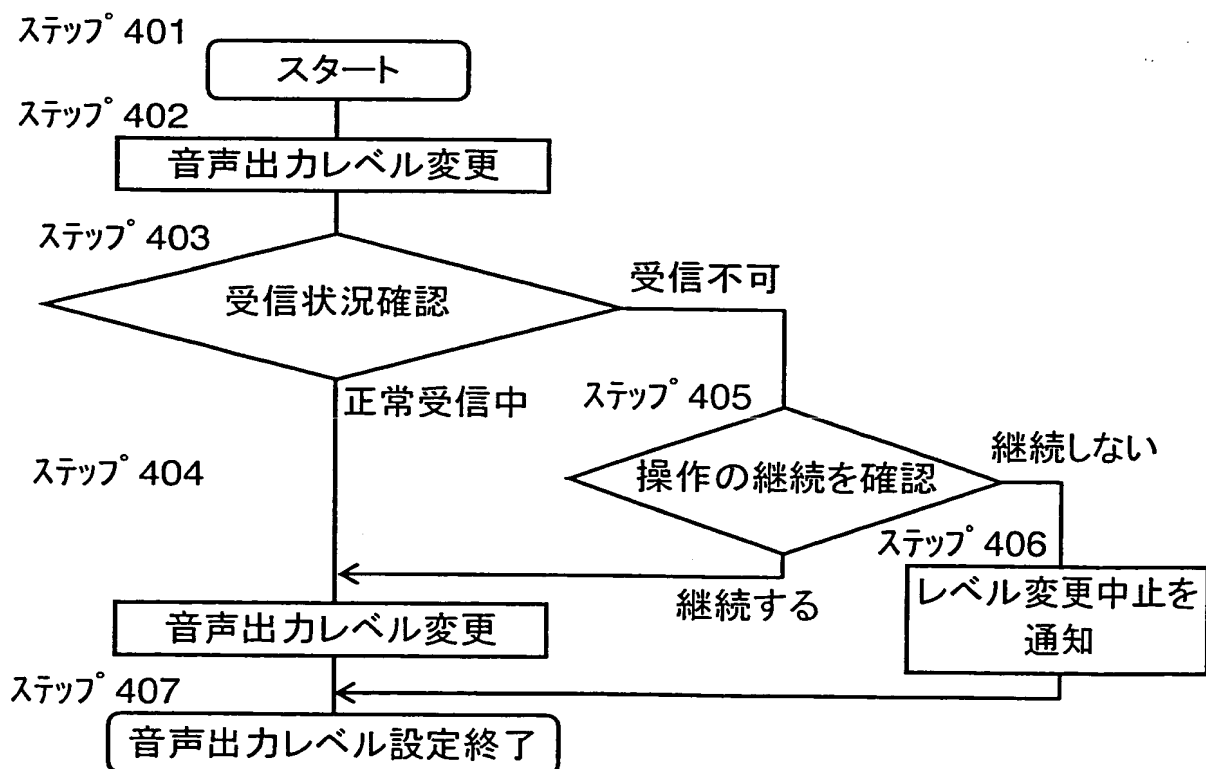 ステップ 401
スタート
ステップ 402
音声出力レベル変更
ステップ 403
受信状況確認
受信不可
正常受信中
ステップ 405
ステップ 404
操作の継続を確認
継続しない
ステップ 406
継続する
レベル変更中止を
通知
音声出力レベル変更
ステップ 407
音声出力レベル設定終了